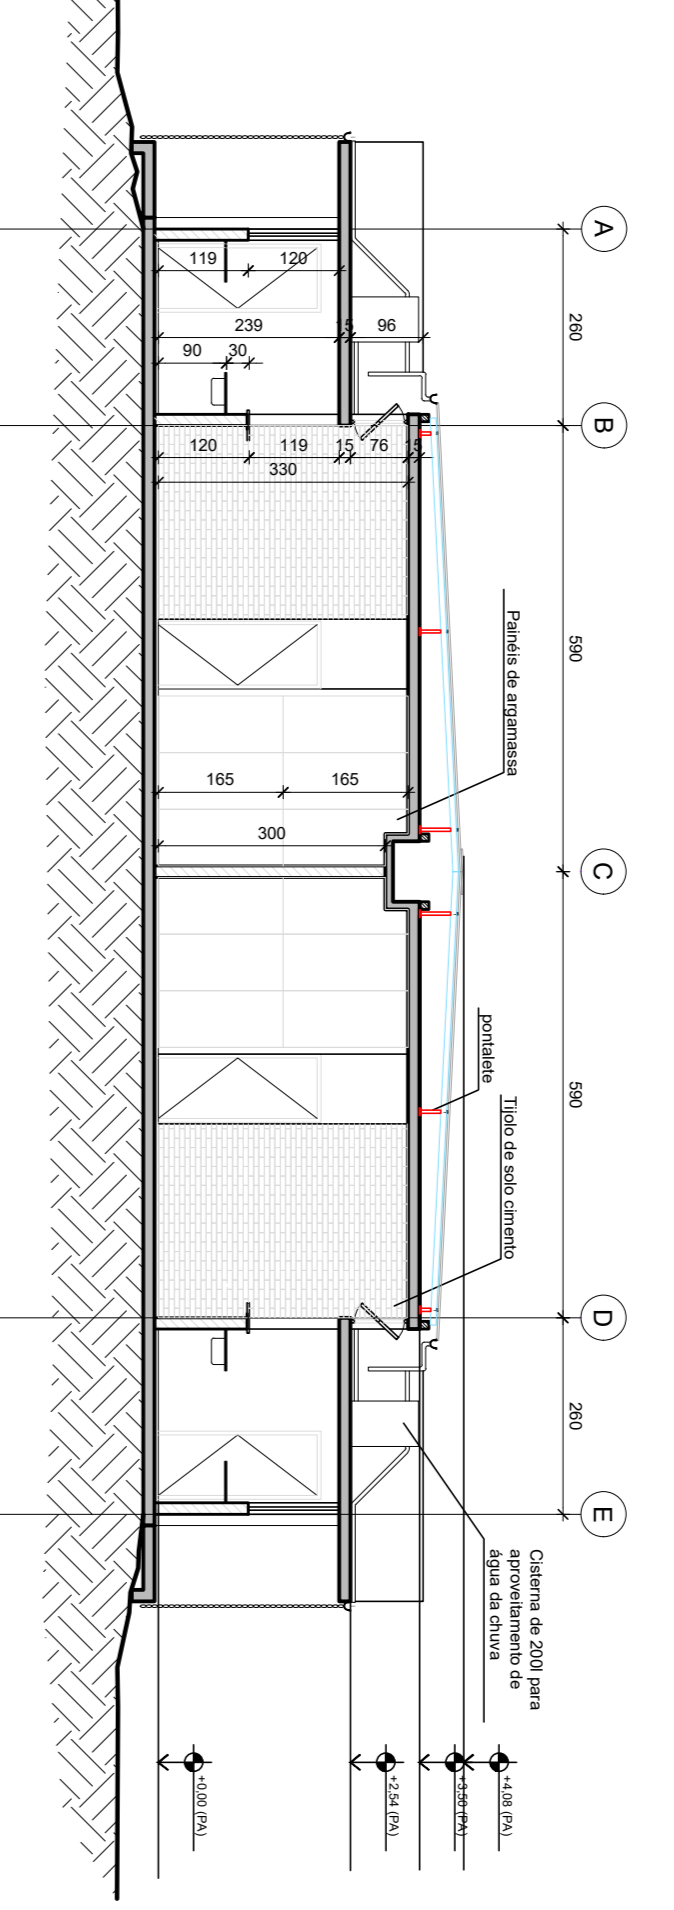 A
B
C
D
E
260
590
590
260
119
120
239
15
96
90
30
120
119
15
76
15
330
165
165
300
Painéis de argamassa
pontalete
Tijolo de solo cimento
Cisterna de 200l para
aproveitamento de
água da chuva
+0,00 (PA)
+2,54 (PA)
+3,50 (PA)
+4,08 (PA)